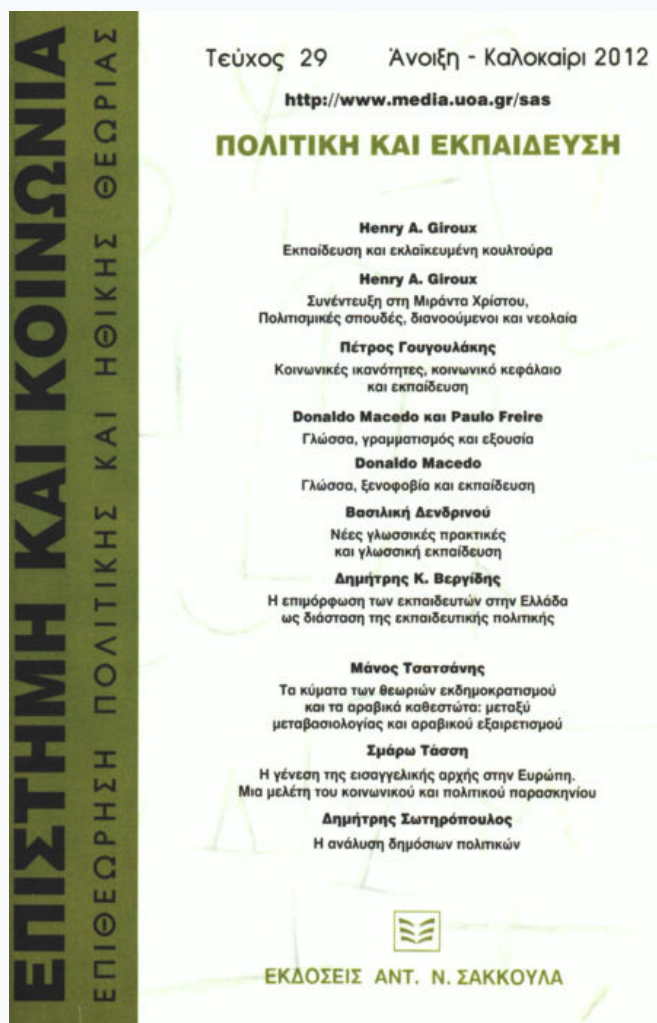 ΕΠΙΣΤΗΜΗ ΚΑΙ ΚΟΙΝΩΝΙΑ
ΕΠΙΘΕΩΡΗΣΗ ΠΟΛΙΤΙΚΗΣ ΚΑΙ ΗΘΙΚΗΣ ΘΕΩΡΙΑΣ
Τεύχος 29 Άνοιξη - Καλοκαίρι 2012
http://www.media.uoa.gr/sas
ΠΟΛΙΤΙΚΗ ΚΑΙ ΕΚΠΑΙΔΕΥΣΗ
Henry A. Giroux
Εκπαίδευση και εκλαϊκευμένη κουλτούρα
Henry A. Giroux
Συνέντευξη στη Μιράντα Χρίστου,
Πολιτισμικές σπουδές, διανοούμενοι και νεολαία
Πέτρος Γουγουλάκης
Κοινωνικές ικανότητες, κοινωνικό κεφάλαιο
και εκπαίδευση
Donaldo Macedo και Paulo Freire
Γλώσσα, γραμματισμός και εξουσία
Donaldo Macedo
Γλώσσα, ξενοφοβία και εκπαίδευση
Βασιλική Δενδρινού
Νέες γλωσσικές πρακτικές
και γλωσσική εκπαίδευση
Δημήτρης Κ. Βεργίδης
Η επιμόρφωση των εκπαιδευτών στην Ελλάδα
ως διάσταση της εκπαιδευτικής πολιτικής
Μάνος Τσατσάνης
Τα κύματα των θεωριών εκδημοκρατισμού
και τα αραβικά καθεστώτα: μεταξύ
μεταβασιολογίας και αραβικού εξαιρετισμού
Σμάρω Τάσση
Η γένεση της εισαγγελικής αρχής στην Ευρώπη.
Μια μελέτη του κοινωνικού και πολιτικού παρασκηνίου
Δημήτρης Σωτηρόπουλος
Η ανάλυση δημόσιων πολιτικών
ΕΚΔΟΣΕΙΣ ΑΝΤ. Ν. ΣΑΚΚΟΥΛΑ